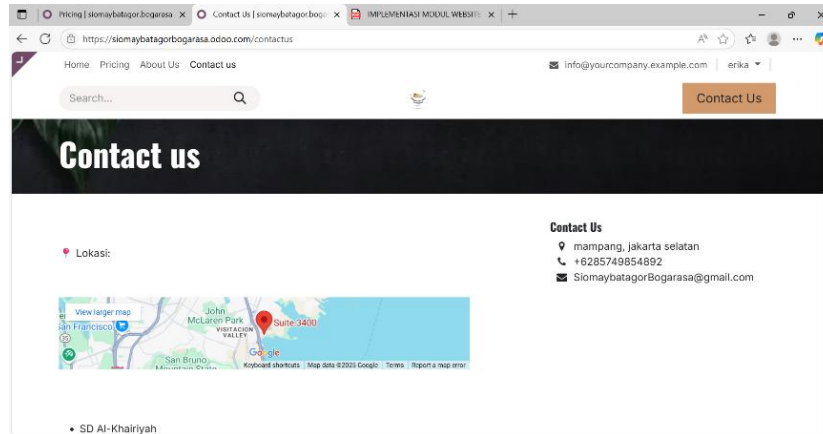 Pricing | siomaybatagor.bogarasa
Contact Us | siomaybatagor.boga
IMPLEMENTASI MODUL WEBSITE
https://siomaybatagorbogarasa.odoo.com/contactus
Home Pricing About Us Contact us
info@yourcompany.example.com erika
Search...
Contact Us
Contact us
Contact Us
mampang, jakarta selatan
+6285749854892
SiomaybatagorBogarasa@gmail.com
Lokasi:
View larger map
John
McLaren Park
VISITACION
VALLEY
Suite 3400
an Francisco
San Bruno
Mountain State
Google
Keyboard shortcuts Map data ©2025 Google Terms Report a map error
• SD Al-Khairiyah